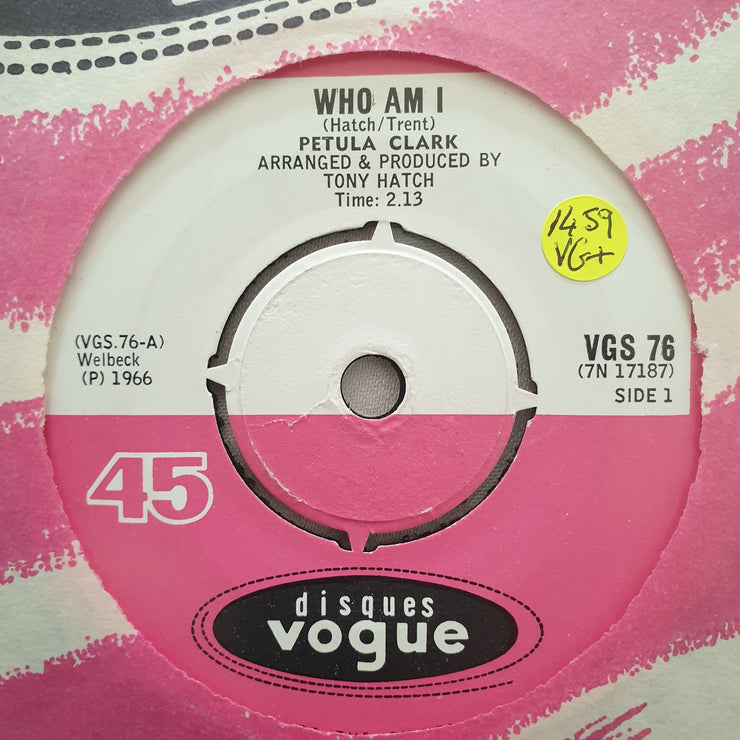 WHO AM I
(Hatch/Trent)
PETULA CLARK
ARRANGED & PRODUCED BY
TONY HATCH
Time: 2.13
1459
VG+
(VGS.76-A)
Welbeck
(P) 1966
VGS 76
(7N 17187)
SIDE 1
45
disques
vogue